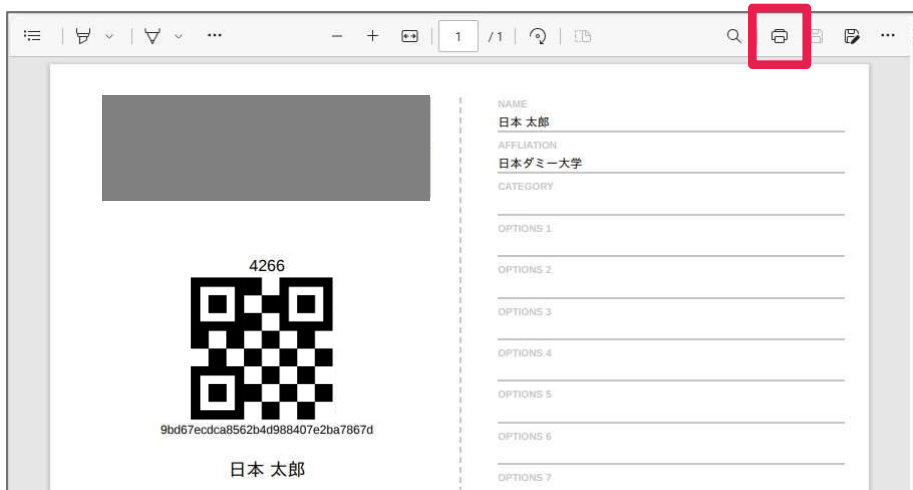 1 / 1
4266
9bd67ecdca8562b4d988407e2ba7867d
日本 太郎
NAME
日本 太郎
AFFLIATION
日本ダミー大学
CATEGORY
OPTIONS 1
OPTIONS 2
OPTIONS 3
OPTIONS 4
OPTIONS 5
OPTIONS 6
OPTIONS 7